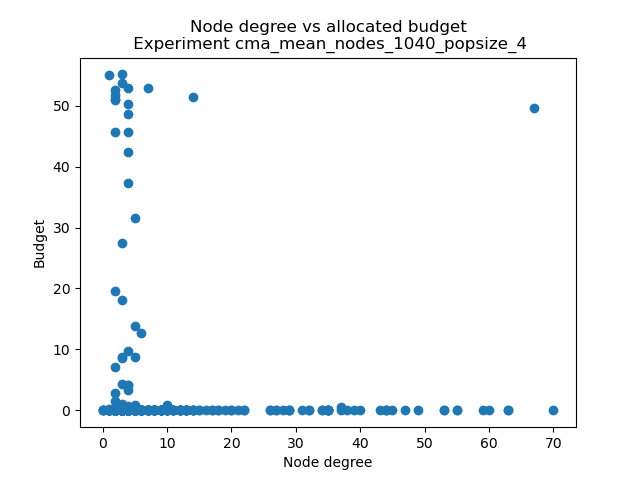 Node degree vs allocated budget
Experiment cma_mean_nodes_1040_popsize_4
50
40
30
20
10
0
Budget
0 10 20 30 40 50 60 70
Node degree